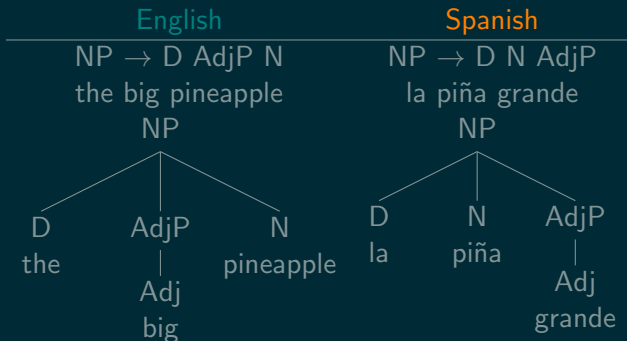 English Spanish
NP → D AdjP N NP → D N AdjP
the big pineapple la piña grande
NP NP
D AdjP N D N AdjP
the pineapple la piña
Adj Adj
big grande